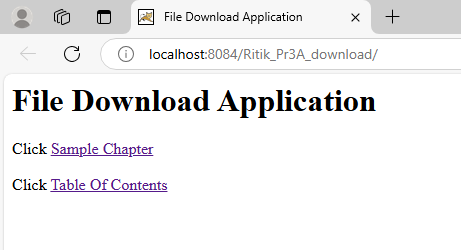 File Download Application
localhost:8084/Ritik_Pr3A_download/
File Download Application
Click Sample Chapter
Click Table Of Contents